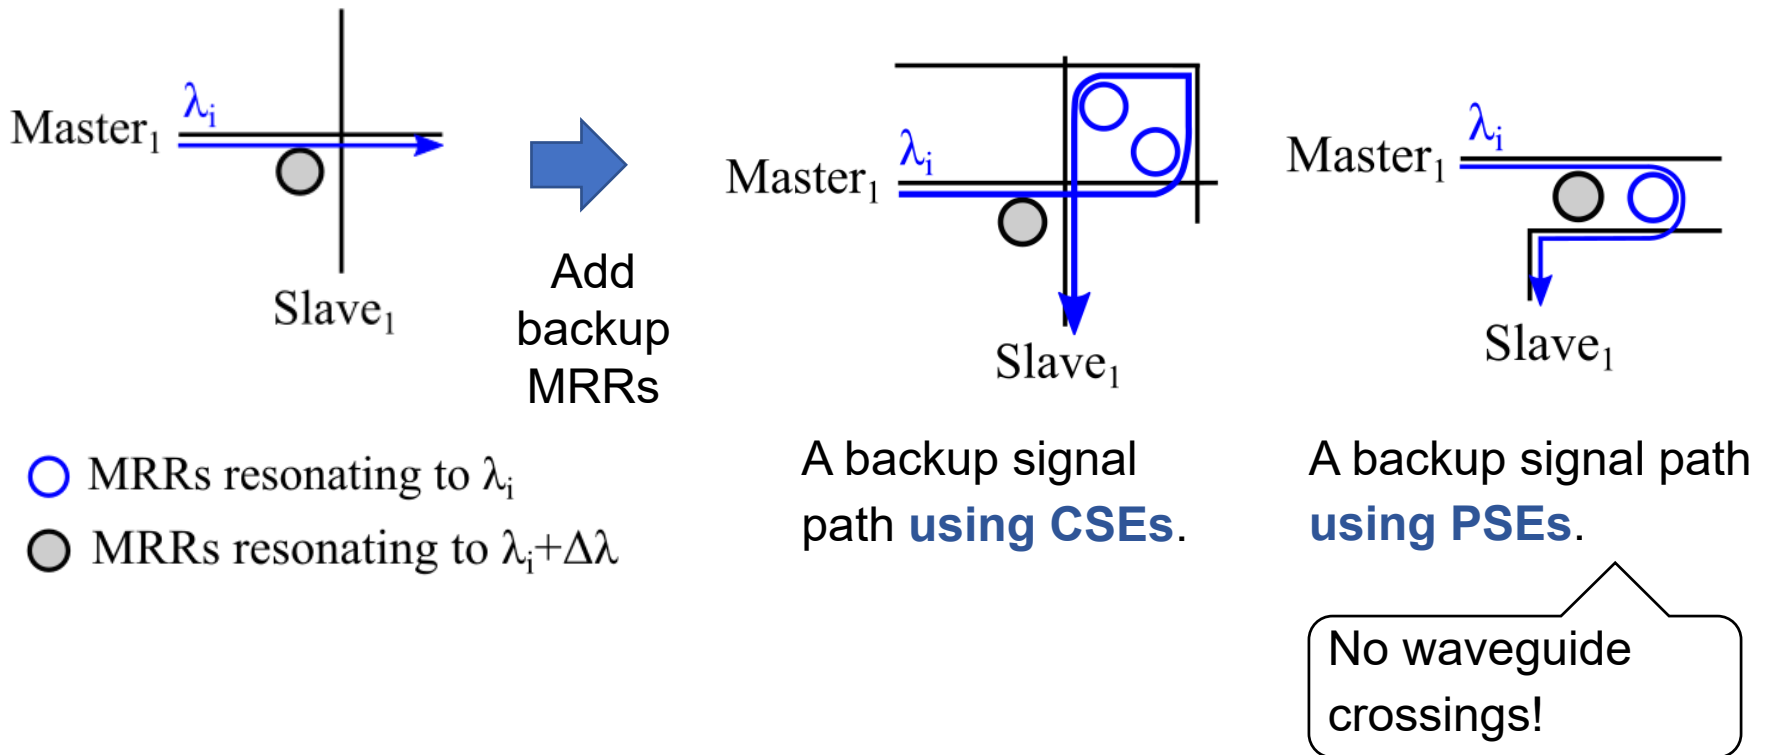 λi
Master1
Slave1
Add
backup
MRRs
λi
Master1
Slave1
λi
Master1
Slave1
MRRs resonating to λi
MRRs resonating to λi+Δλ
A backup signal
path using CSEs.
A backup signal path
using PSEs.
No waveguide
crossings!